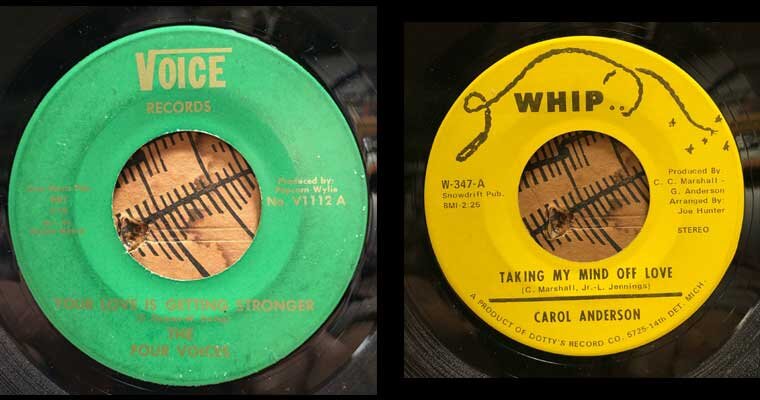 VOICE
RECORDS
Produced by:
Popcorn Wylie
No. V1112 A
YOUR LOVE IS GETTING STRONGER
THE
FOUR VOICES
WHIP..
W-347-A
Snowdrift Pub.
BMI-2:25
Produced By
C. C. Marshall -
G. Anderson
Arranged By:
Joe Hunter
STEREO
TAKING MY MIND OFF LOVE
(C. Marshall, Jr.-L. Jennings)
CAROL ANDERSON
A PRODUCT OF DOTTY'S RECORD CO. 5725-14th DET. MICH.